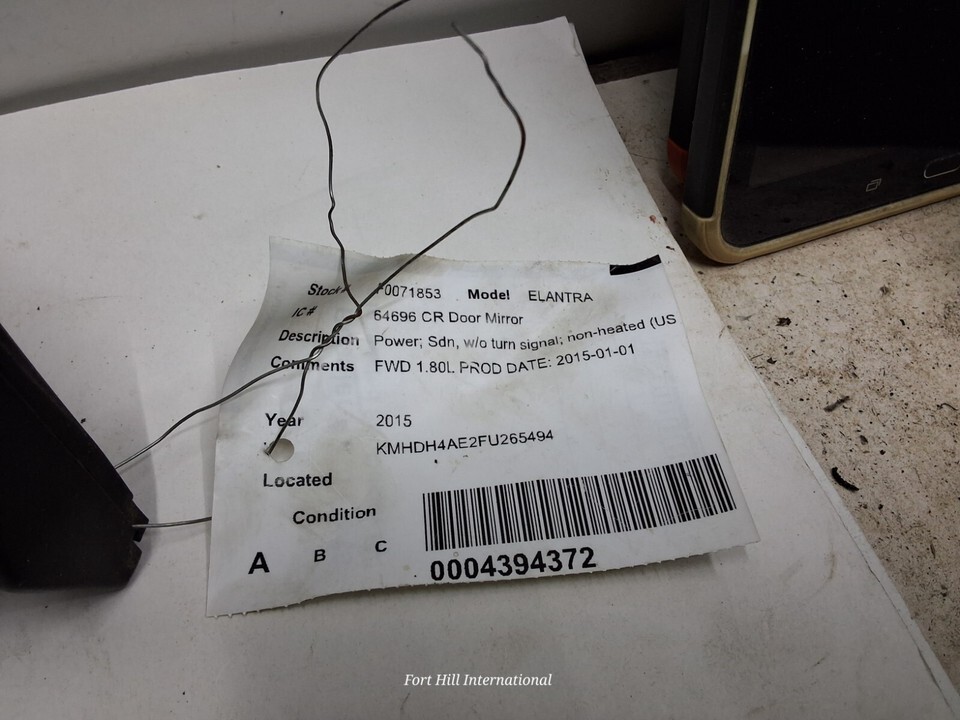 Stock# F0071853 Model ELANTRA
IC# 64696 CR Door Mirror
Description Power; Sdn, w/o turn signal; non-heated (US
Comments FWD 1.80L PROD DATE: 2015-01-01
Year 2015
KMHDH4AE2FU265494
Located
Condition
A B C
0004394372
Fort Hill International